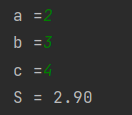 a =2
b =3
c =4
S = 2.90